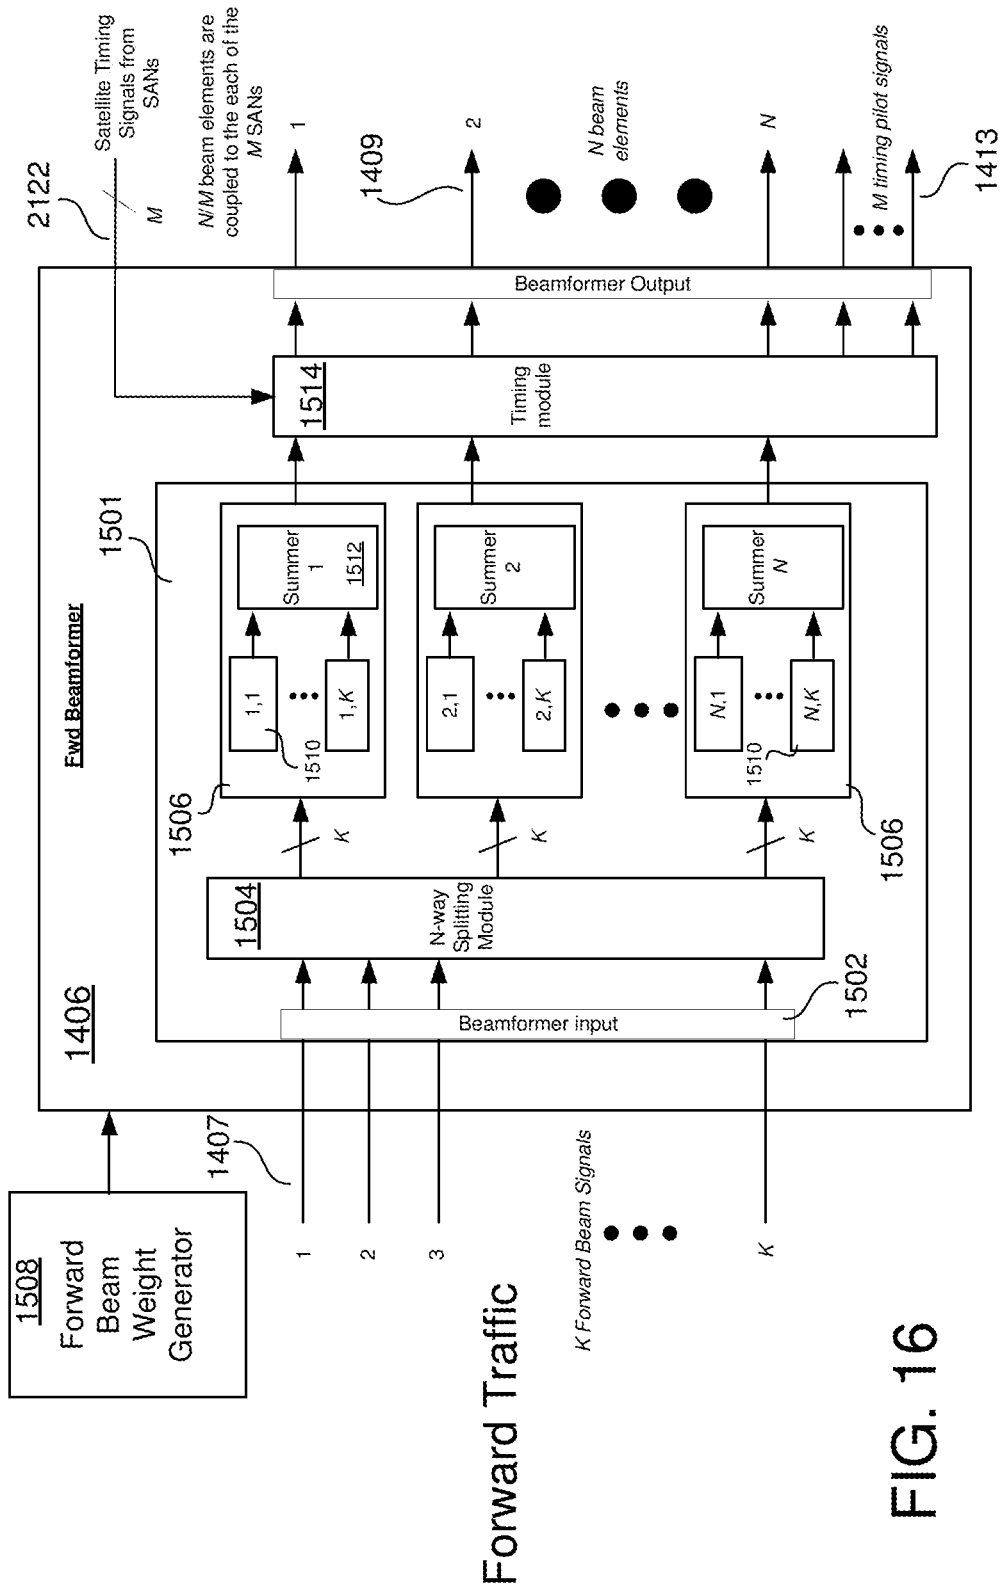 1508
Forward
Beam
Weight
Generator
1406
Fwd Beamformer
1501
2122
Satellite Timing
Signals from
SANs
M
N/M beam elements are
coupled to the each of the
M SANs
Forward Traffic
1407
1
2
3
K Forward Beam Signals
K
Beamformer input
1502
1504
N-way
Splitting
Module
K
K
K
1506
1,1
1510
1,K
Summer
1
1512
2,1
2,K
Summer
2
N,1
1510
N,K
Summer
N
1506
1514
Timing
module
Beamformer Output
1
1409
2
N beam
elements
N
M timing pilot signals
1413
FIG. 16